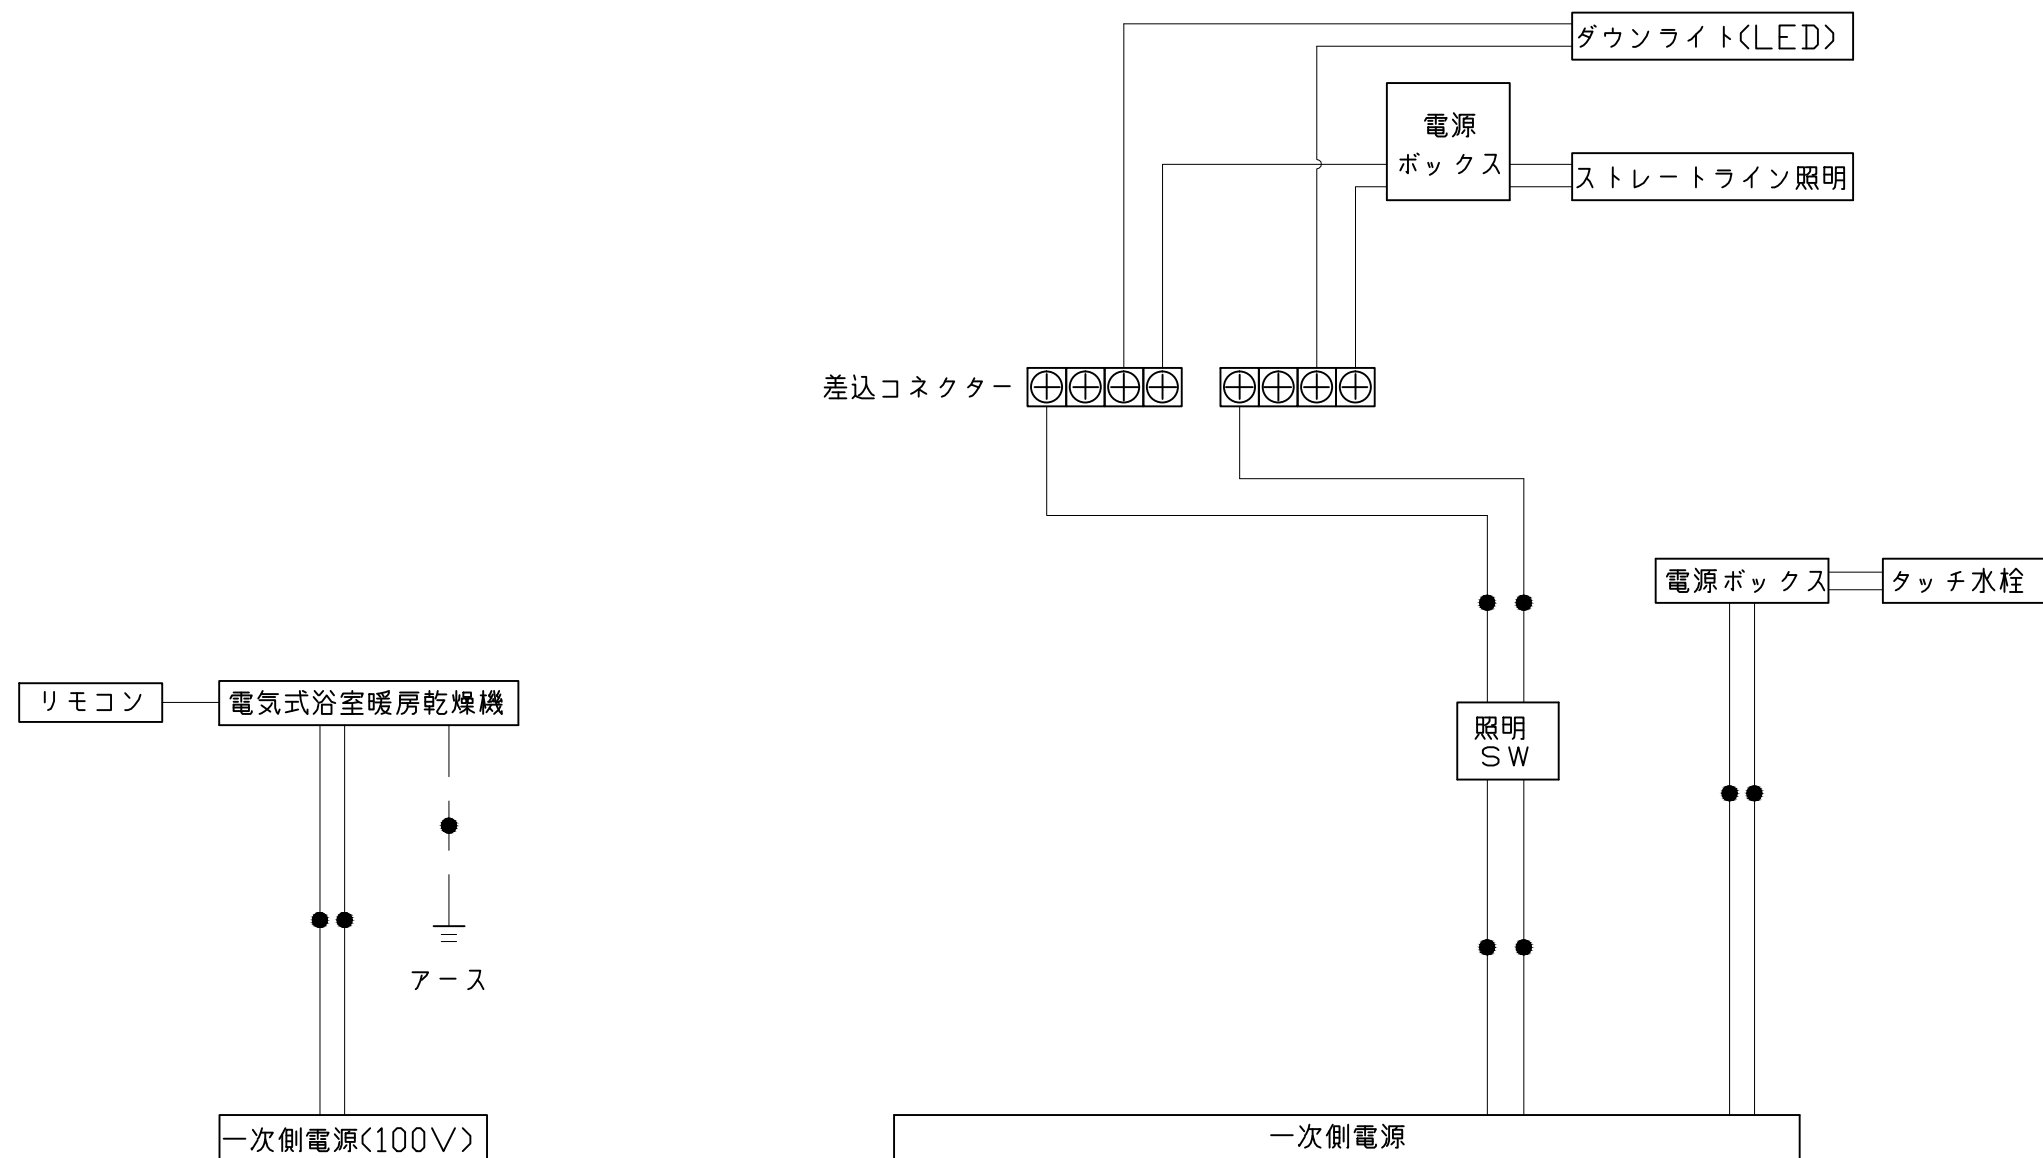 ダウンライト(LED)
電源
ボックス
ストレートライン照明
差込コネクター
電源ボックス
タッチ水栓
リモコン
電気式浴室暖房乾燥機
照明
SW
アース
一次側電源(100V)
一次側電源